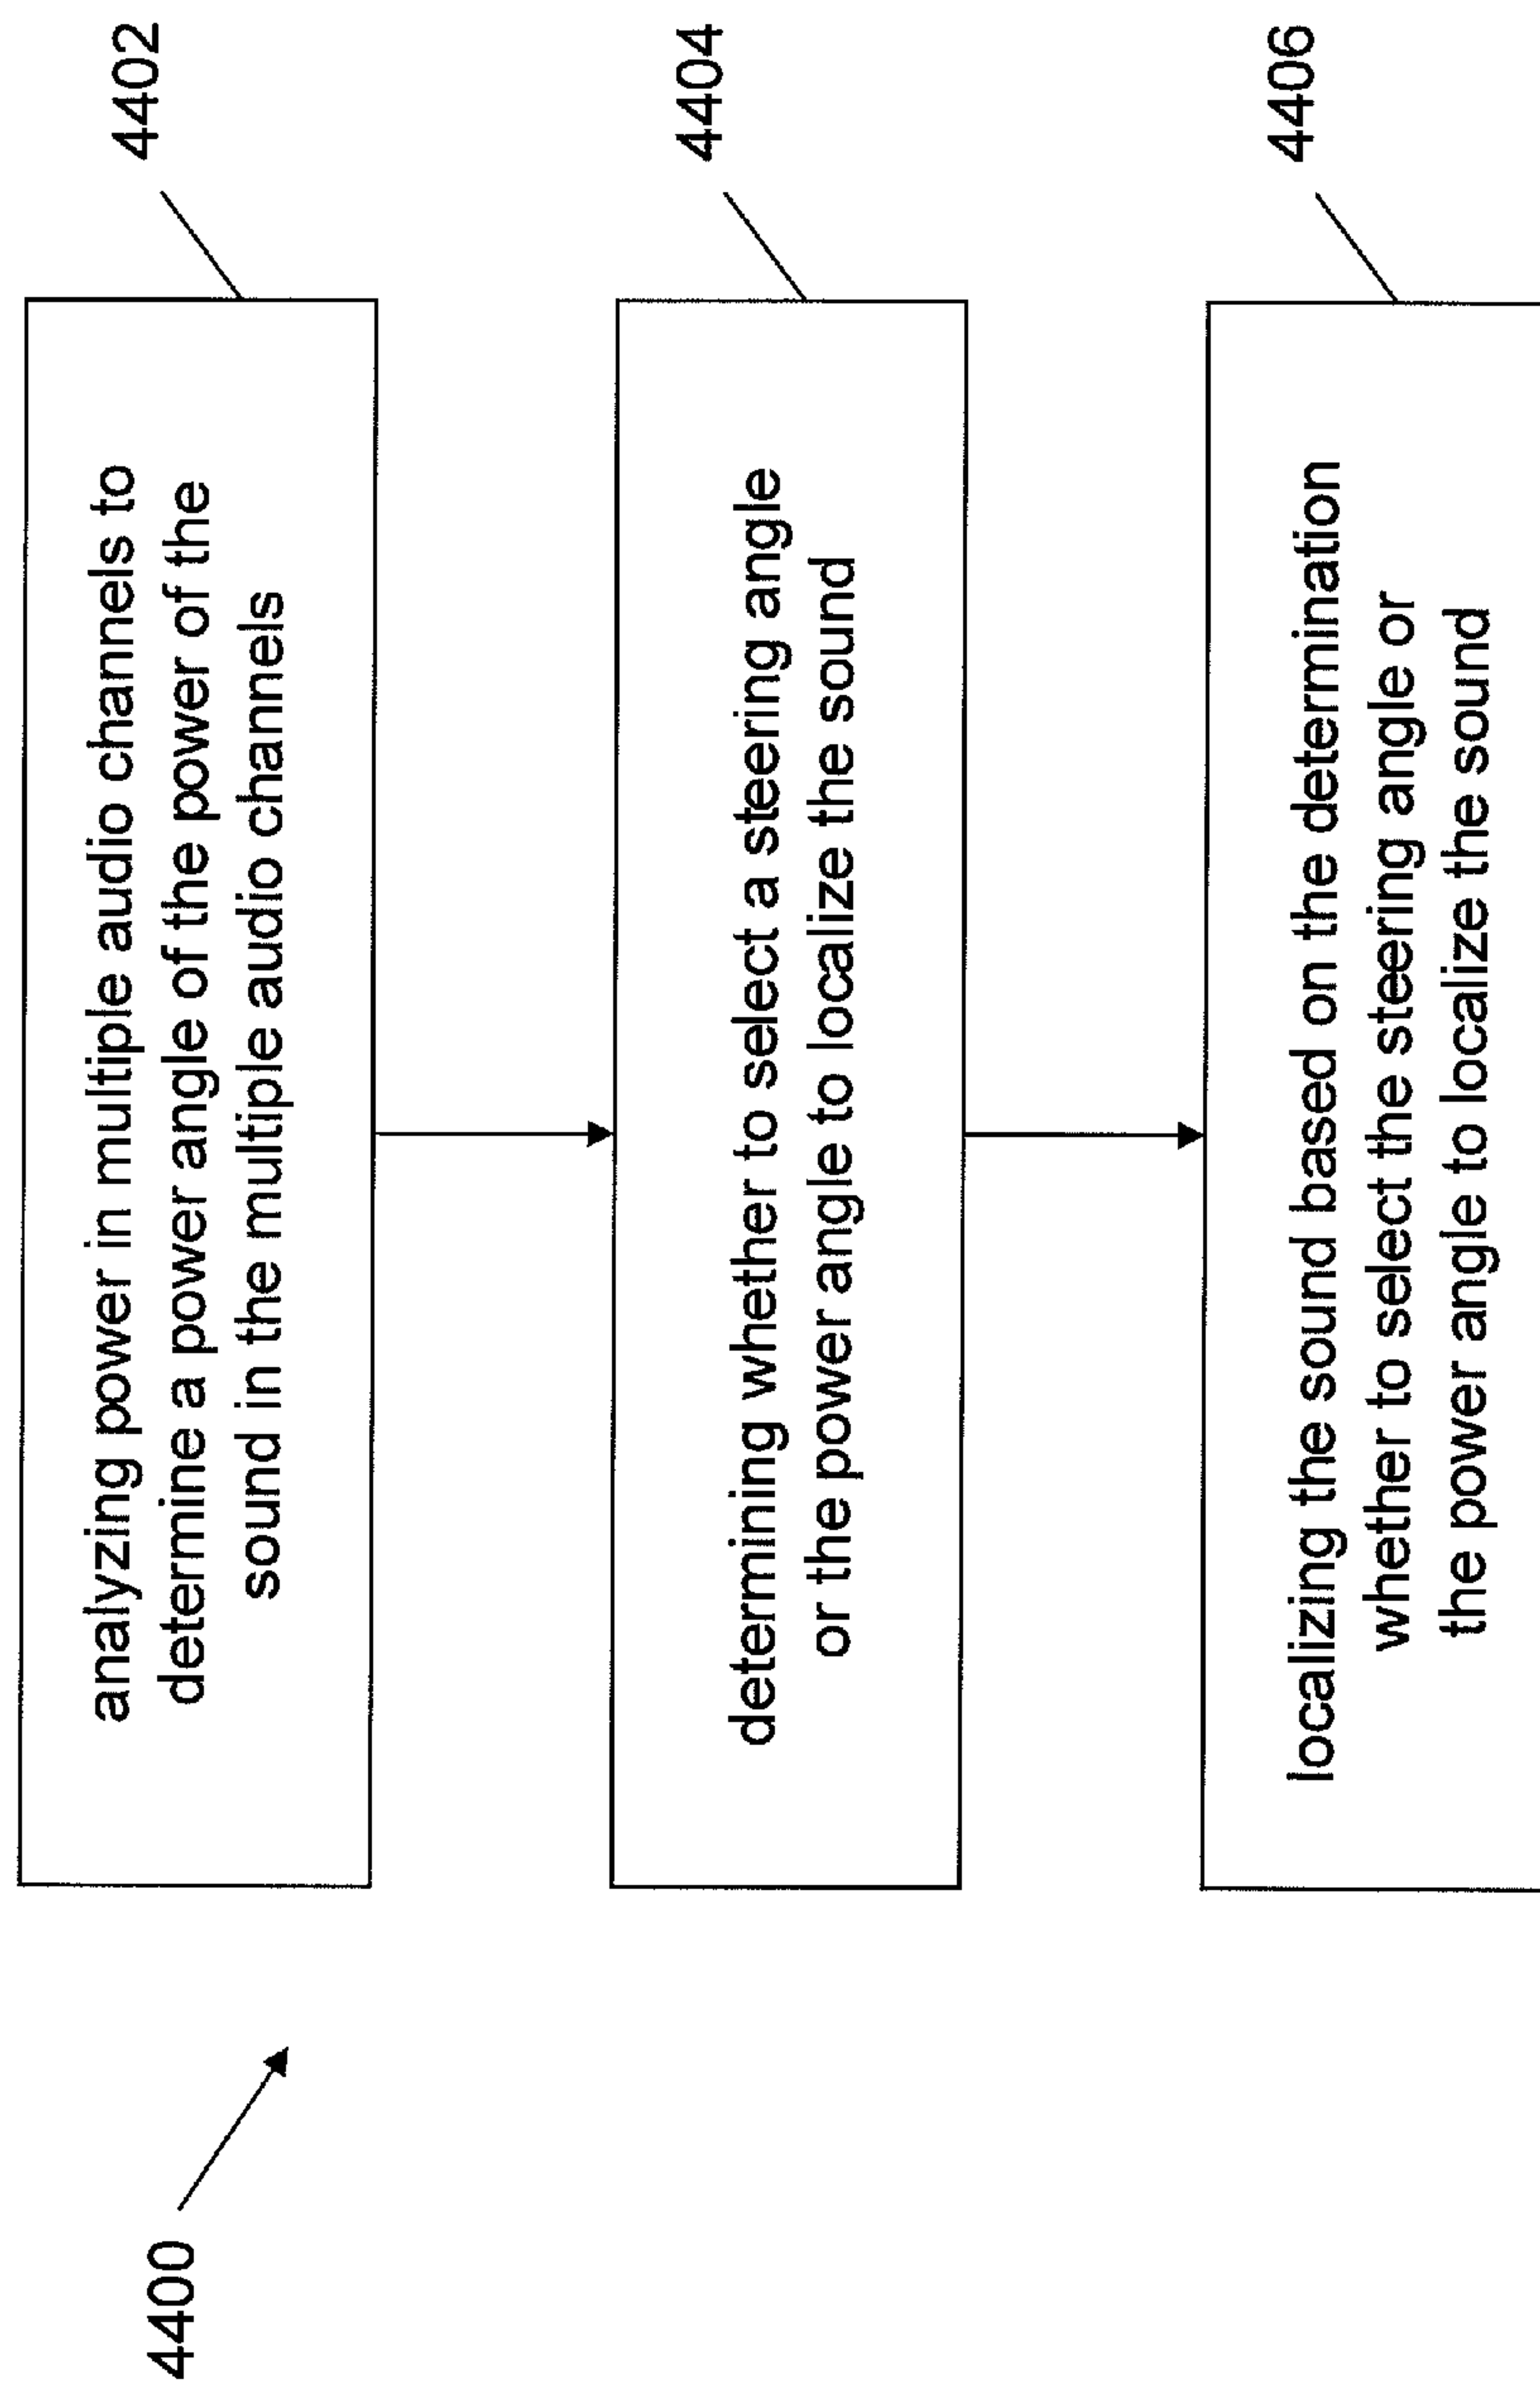 4400
analyzing power in multiple audio channels to
determine a power angle of the power of the
sound in the multiple audio channels
4402
determining whether to select a steering angle
or the power angle to localize the sound
4404
localizing the sound based on the determination
whether to select the steering angle or
the power angle to localize the sound
4406